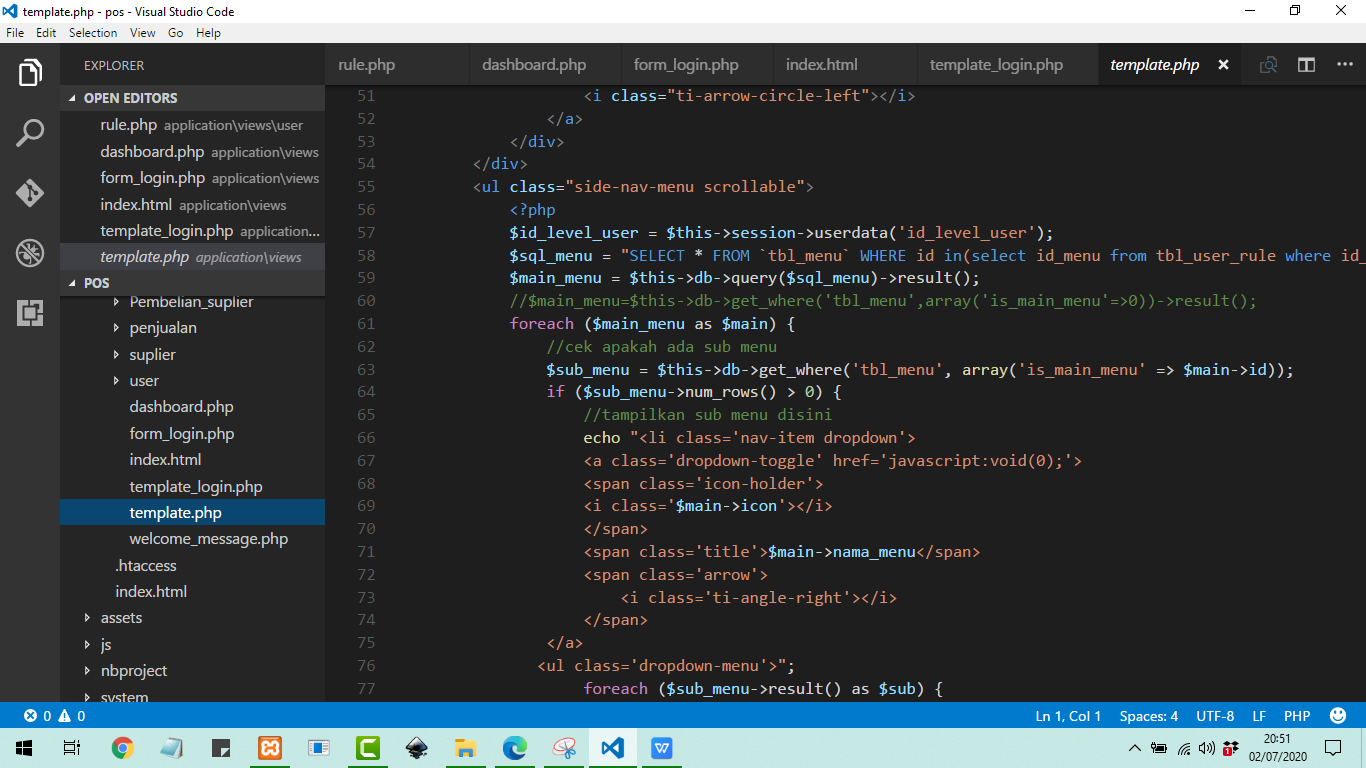 template.php - pos - Visual Studio Code
File Edit Selection View Go Help
EXPLORER
OPEN EDITORS
rule.php application\views\user
dashboard.php application\views
form_login.php application\views
index.html application\views
template_login.php application...
template.php application\views
POS
Pembelian_suplier
penjualan
suplier
user
dashboard.php
form_login.php
index.html
template_login.php
template.php
welcome_message.php
.htaccess
index.html
assets
js
nbproject
system
rule.php dashboard.php form_login.php index.html template_login.php template.php
51 <i class="ti-arrow-circle-left"></i>
52 </a>
53 </div>
54 </div>
55 <ul class="side-nav-menu scrollable">
56 <?php
57 $id_level_user = $this->session->userdata('id_level_user');
58 $sql_menu = "SELECT * FROM `tbl_menu` WHERE id in(select id_menu from tbl_user_rule where id_
59 $main_menu = $this->db->query($sql_menu)->result();
60 //$main_menu=$this->db->get_where('tbl_menu',array('is_main_menu'=>0))->result();
61 foreach ($main_menu as $main) {
62 //cek apakah ada sub menu
63 $sub_menu = $this->db->get_where('tbl_menu', array('is_main_menu' => $main->id));
64 if ($sub_menu->num_rows() > 0) {
65 //tampilkan sub menu disini
66 echo "<li class='nav-item dropdown'>
67 <a class='dropdown-toggle' href='javascript:void(0);'>
68 <span class='icon-holder'>
69 <i class='$main->icon'></i>
70 </span>
71 <span class='title'>$main->nama_menu</span>
72 <span class='arrow'>
73 <i class='ti-angle-right'></i>
74 </span>
75 </a>
76 <ul class='dropdown-menu'>";
77 foreach ($sub_menu->result() as $sub) {
0 0 Ln 1, Col 1 Spaces: 4 UTF-8 LF PHP
20:51
02/07/2020